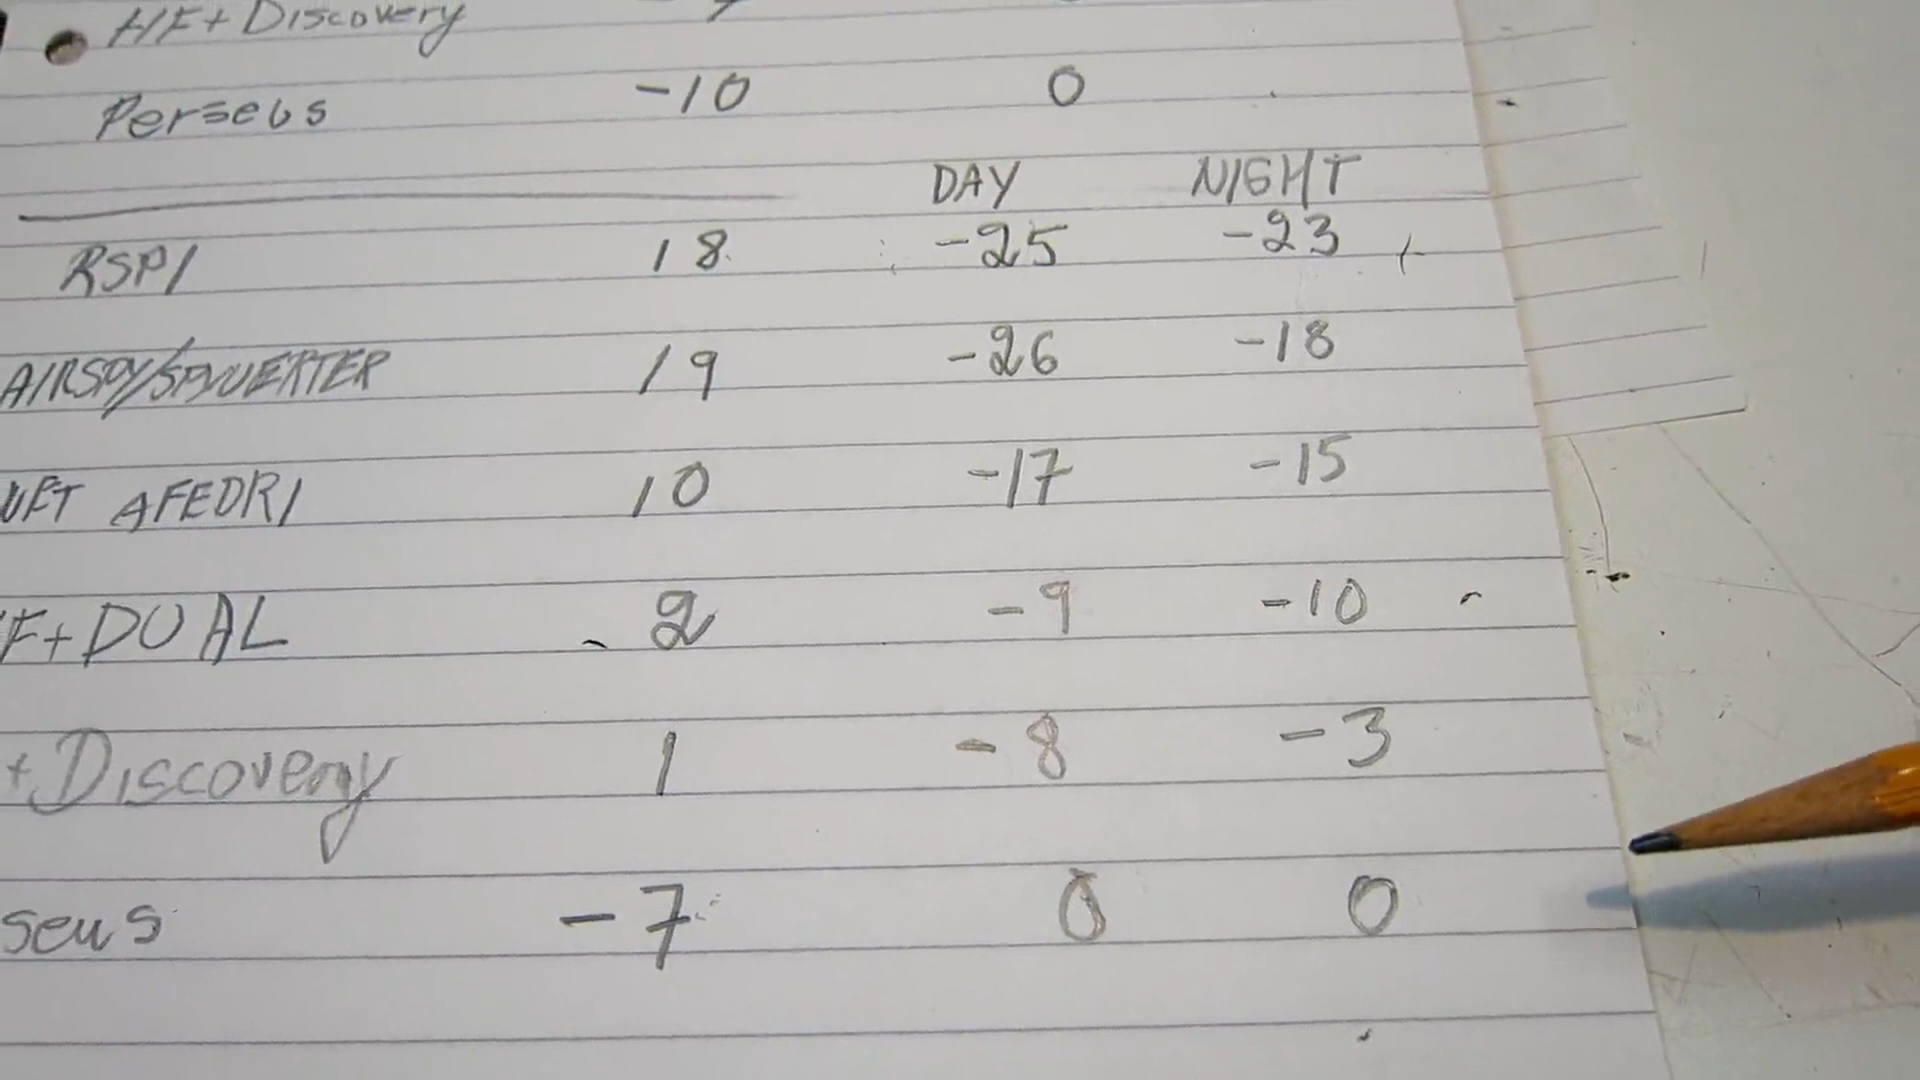 HF+ Discovery
Perseus -10 0
DAY NIGHT
RSP1 18 -25 -23
AIRSPY/SPYVERTER 19 -26 -18
AFEDRI 10 -17 -15
F+DUAL 2 -9 -10
+Discovery 1 -8 -3
seus -7 0 0